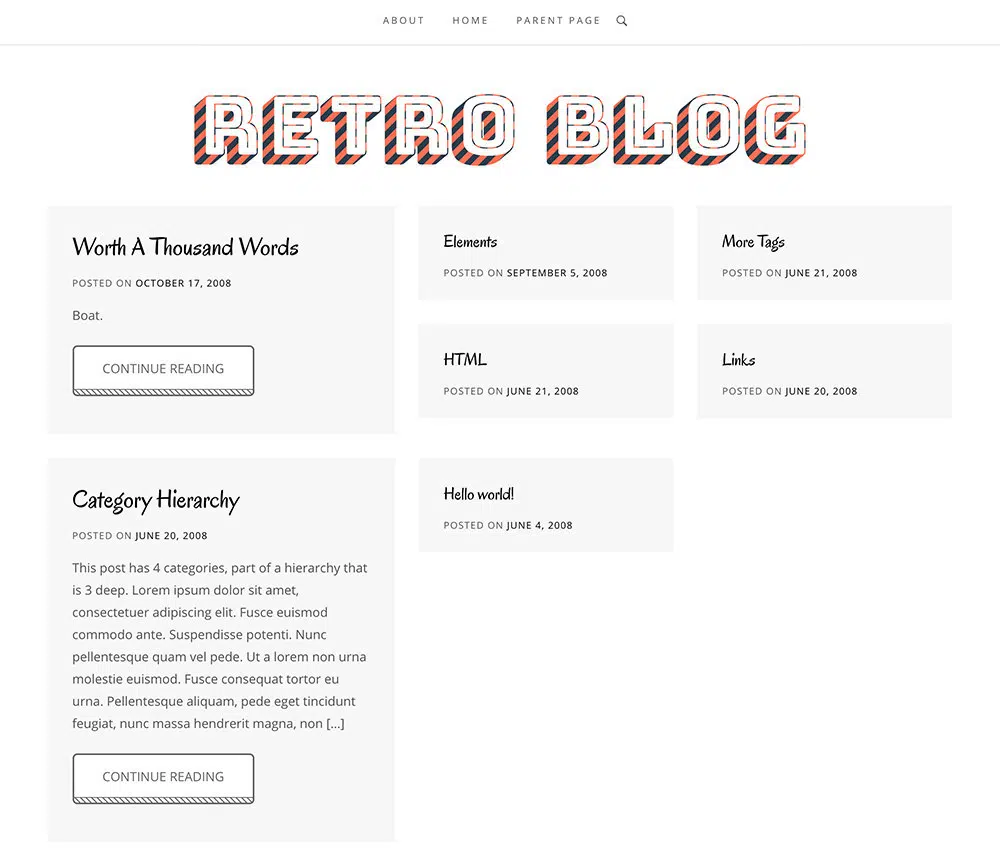 ABOUT HOME PARENT PAGE
RETRO BLOG
Worth A Thousand Words
POSTED ON OCTOBER 17, 2008
Boat.
CONTINUE READING
Elements
POSTED ON SEPTEMBER 5, 2008
More Tags
POSTED ON JUNE 21, 2008
HTML
POSTED ON JUNE 21, 2008
Links
POSTED ON JUNE 20, 2008
Category Hierarchy
POSTED ON JUNE 20, 2008
This post has 4 categories, part of a hierarchy that
is 3 deep. Lorem ipsum dolor sit amet,
consectetuer adipiscing elit. Fusce euismod
commodo ante. Suspendisse potenti. Nunc
pellentesque quam vel pede. Ut a lorem non urna
molestie euismod. Fusce consequat tortor eu
urna. Pellentesque aliquam, pede eget tincidunt
feugiat, nunc massa hendrerit magna, non [...]
CONTINUE READING
Hello world!
POSTED ON JUNE 4, 2008